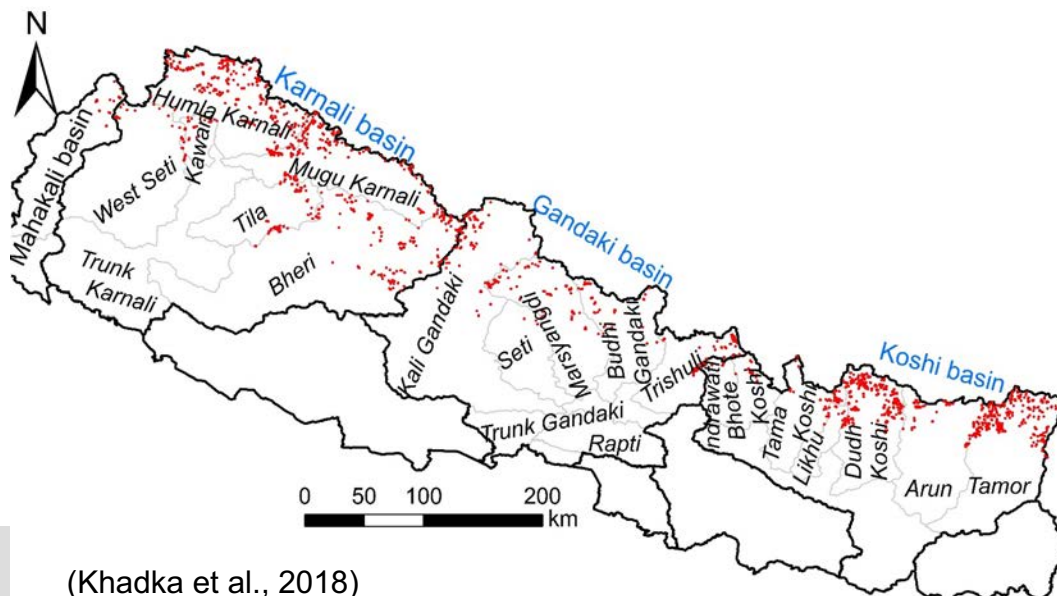 N
Karnali basin
Humla Karnali
Kawari
Mahakali basin
West Seti
Mugu Karnali
Tila
Gandaki basin
Trunk
Karnali
Bheri
Kali Gandaki
Seti
Marsyangdi
Budhi
Gandaki
Trishuli
Koshi basin
Indrawati
Bhote
Koshi
Tama
Koshi
Likhu
Dudh
Koshi
Trunk Gandaki
Rapti
Arun
Tamor
0 50 100 200
km
(Khadka et al., 2018)